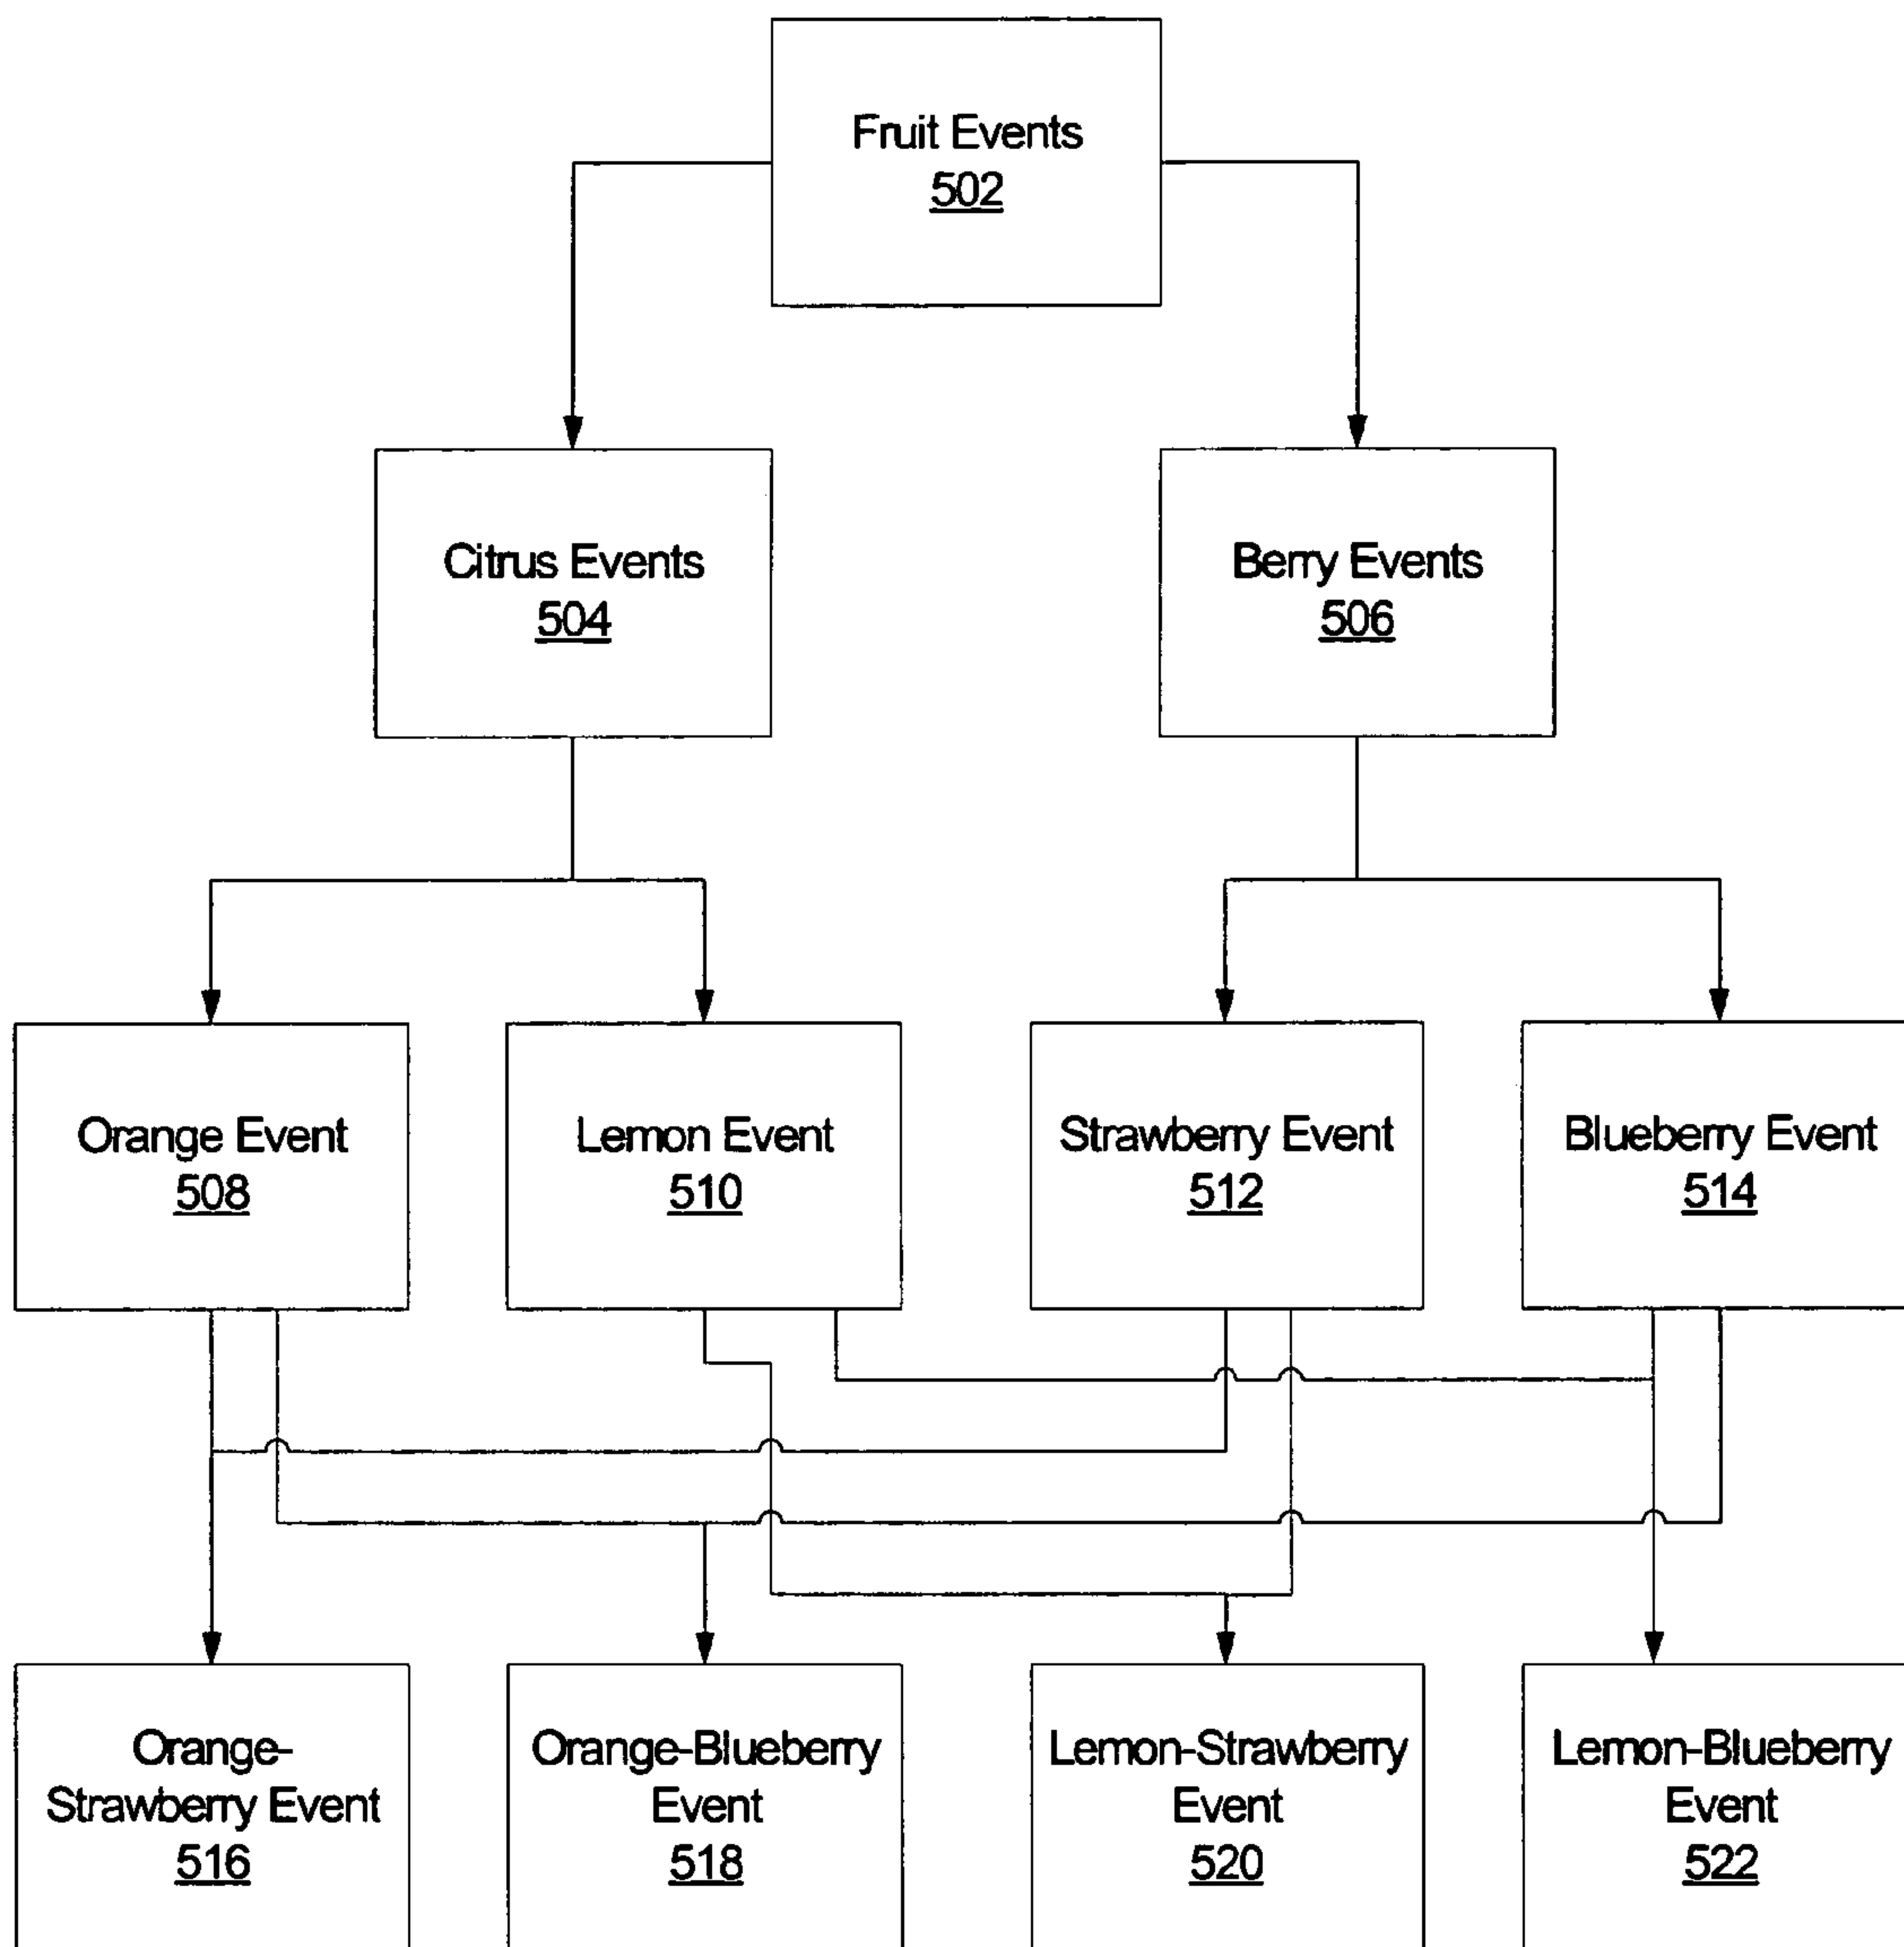 Fruit Events
502
Citrus Events
504
Berry Events
506
Orange Event
508
Lemon Event
510
Strawberry Event
512
Blueberry Event
514
Orange-
Strawberry Event
516
Orange-Blueberry
Event
518
Lemon-Strawberry
Event
520
Lemon-Blueberry
Event
522